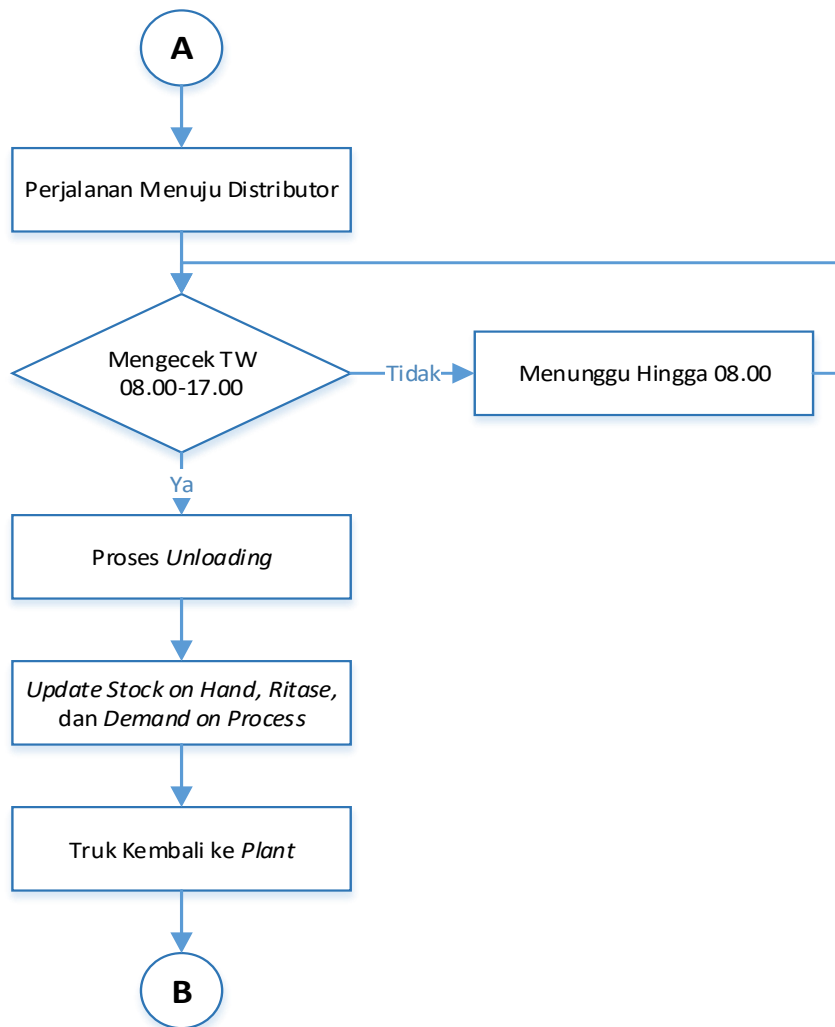 A
Perjalanan Menuju Distributor
Mengecek TW
08.00-17.00
Tidak
Menunggu Hingga 08.00
Ya
Proses Unloading
Update Stock on Hand, Ritase,
dan Demand on Process
Truk Kembali ke Plant
B